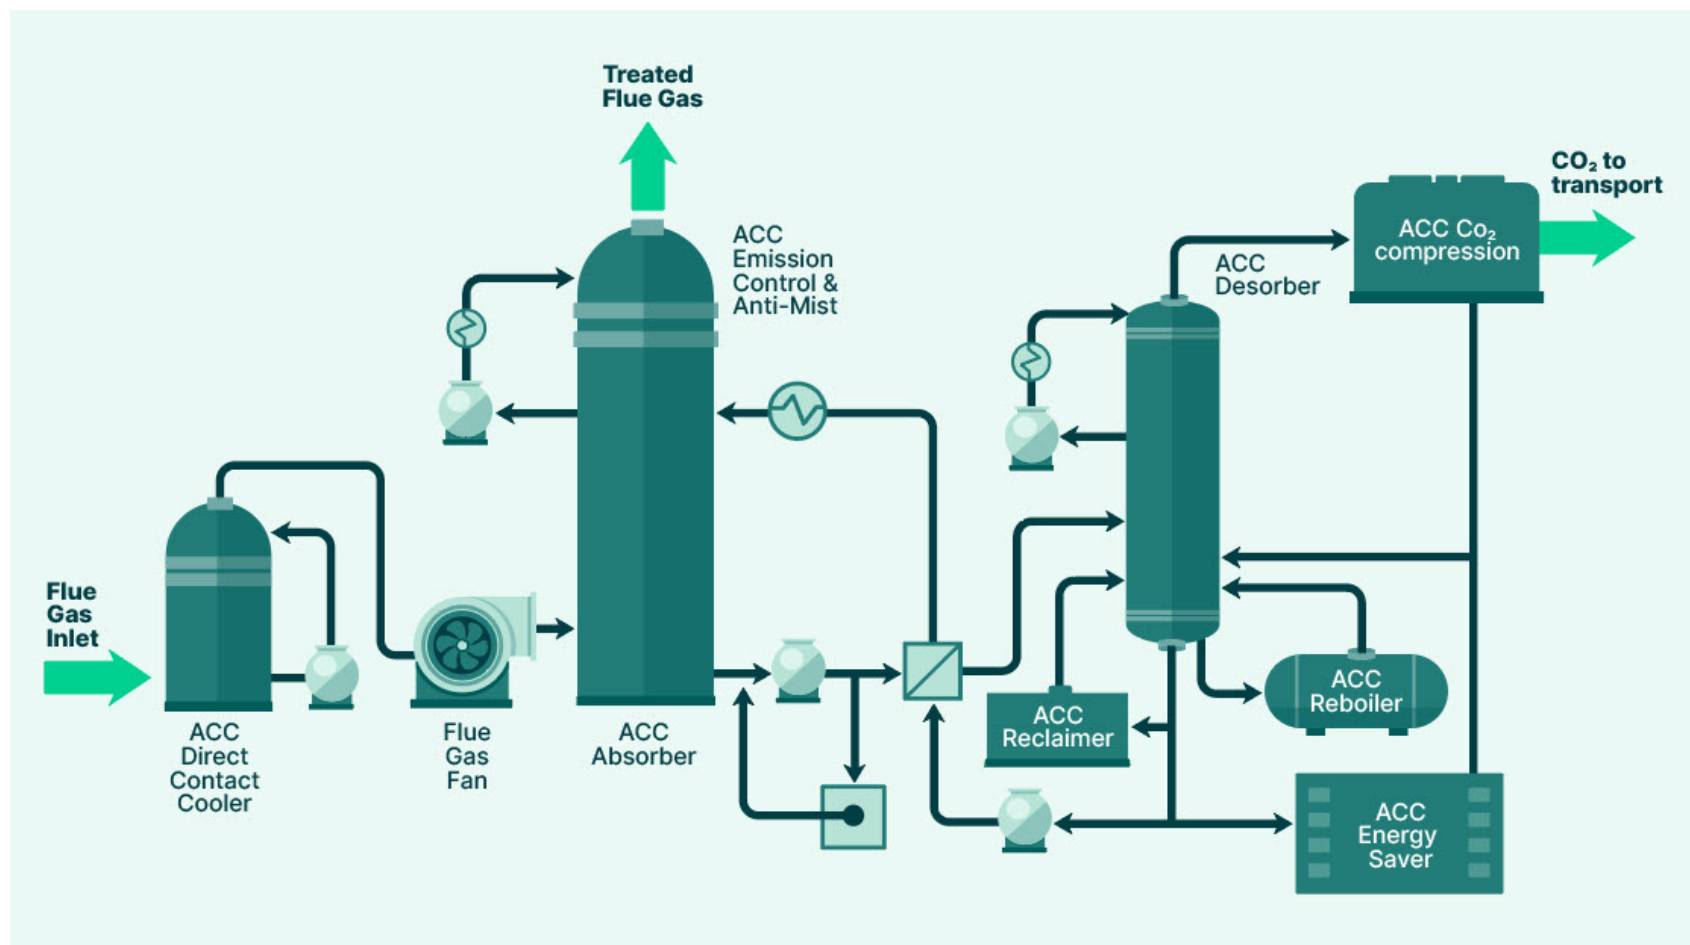 Treated
Flue Gas
CO₂ to
transport
ACC
Emission
Control &
Anti-Mist
ACC Co₂
compression
ACC
Desorber
Flue
Gas
Inlet
ACC
Direct
Contact
Cooler
Flue
Gas
Fan
ACC
Absorber
ACC
Reclaimer
ACC
Reboiler
ACC
Energy
Saver